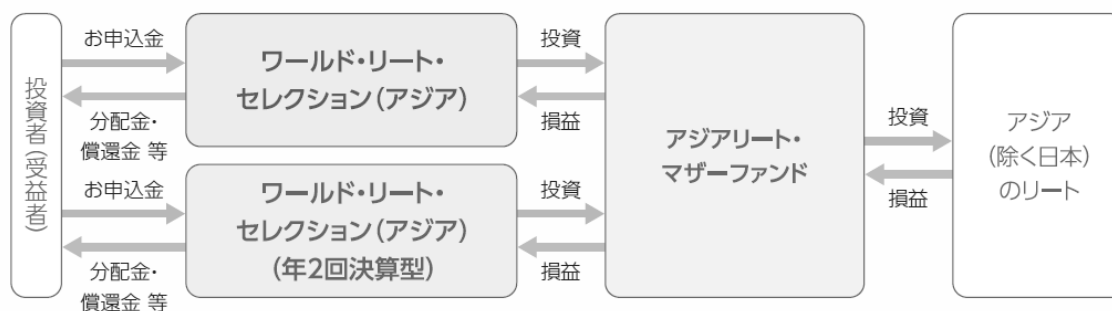 投資者(受益者)
お申込金
分配金・
償還金 等
お申込金
分配金・
償還金 等
ワールド・リート・
セレクション(アジア)
ワールド・リート・
セレクション(アジア)
(年2回決算型)
投資
損益
投資
損益
アジアリート・
マザーファンド
投資
損益
アジア
(除く日本)
のリート